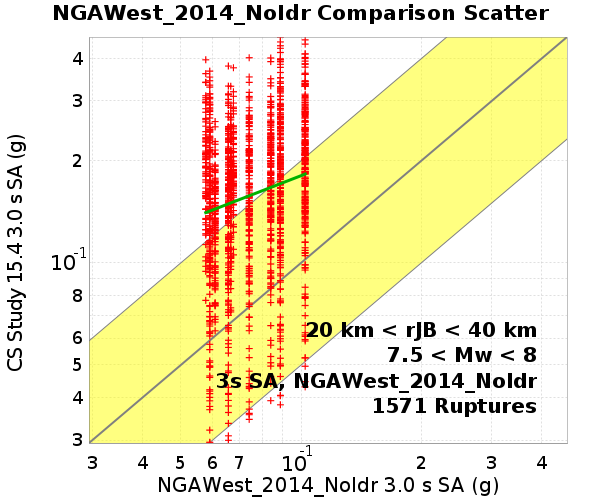 NGAWest_2014_NoIdr Comparison Scatter
CS Study 15.4 3.0 s SA (g)
4
3
2
10-1
8
6
5
4
3
20 km < rJB < 40 km
7.5 < Mw < 8
3s SA, NGAWest_2014_NoIdr
1571 Ruptures
3 4 5 6 7 10-1 2 3 4
NGAWest_2014_NoIdr 3.0 s SA (g)